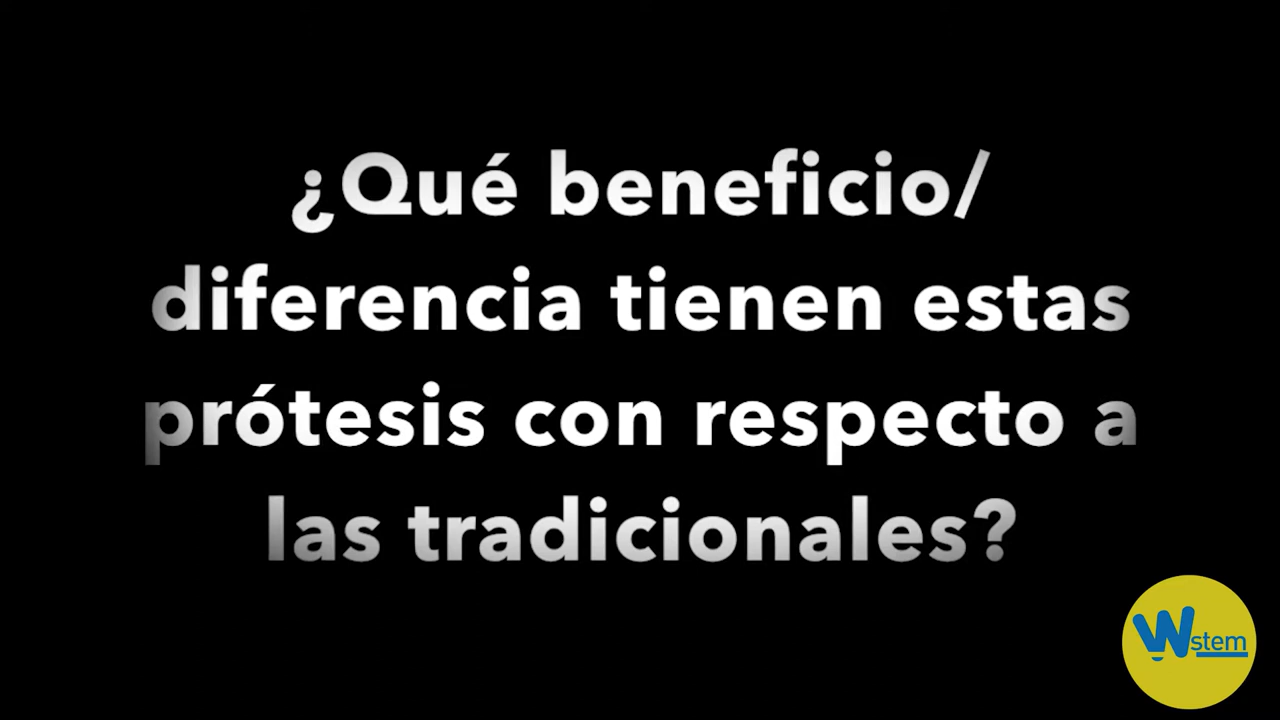 ¿Qué beneficio/
diferencia tienen estas
prótesis con respecto a
las tradicionales?
Wstem